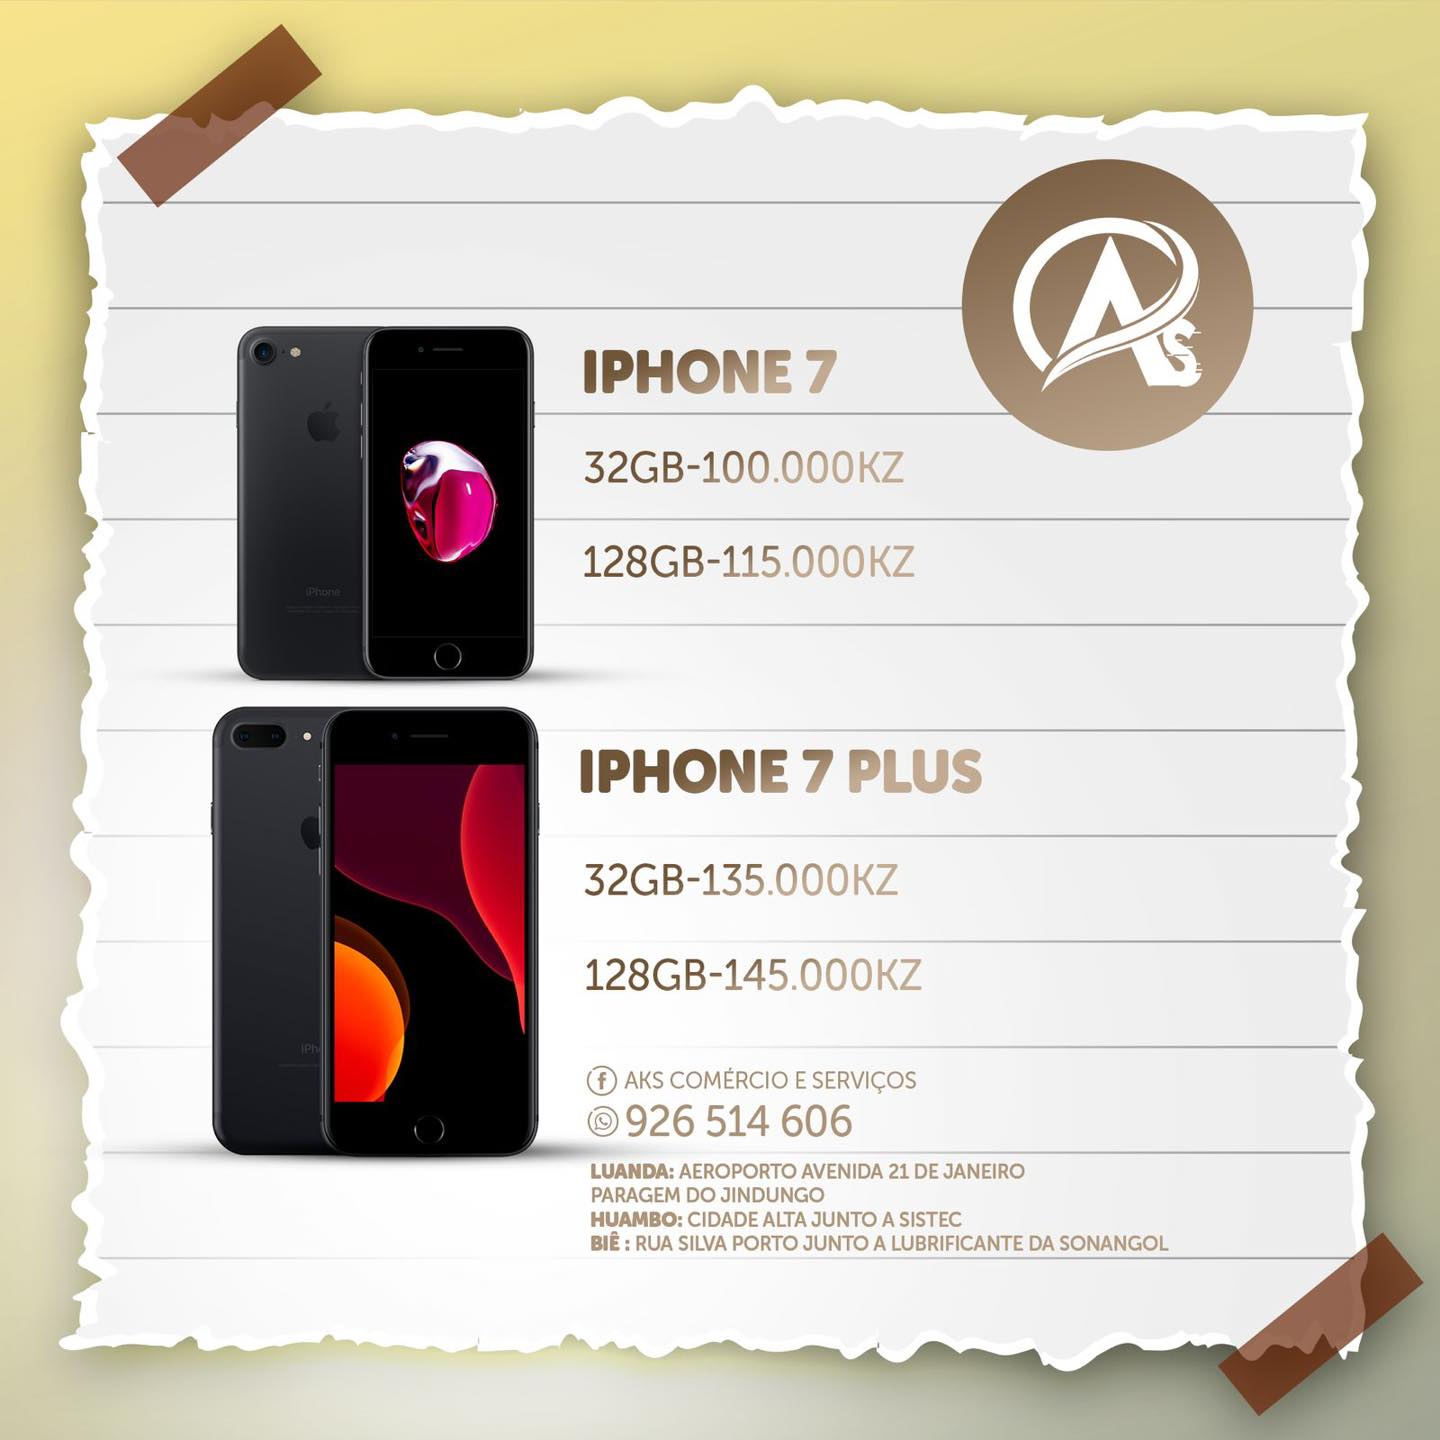 IPHONE 7
32GB-100.000KZ
128GB-115.000KZ
iPhone
IPHONE 7 PLUS
32GB-135.000KZ
128GB-145.000KZ
AKS COMÉRCIO E SERVIÇOS
926 514 606
LUANDA: AEROPORTO AVENIDA 21 DE JANEIRO
PARAGEM DO JINDUNGO
HUAMBO: CIDADE ALTA JUNTO A SISTEC
BIÊ : RUA SILVA PORTO JUNTO A LUBRIFICANTE DA SONANGOL